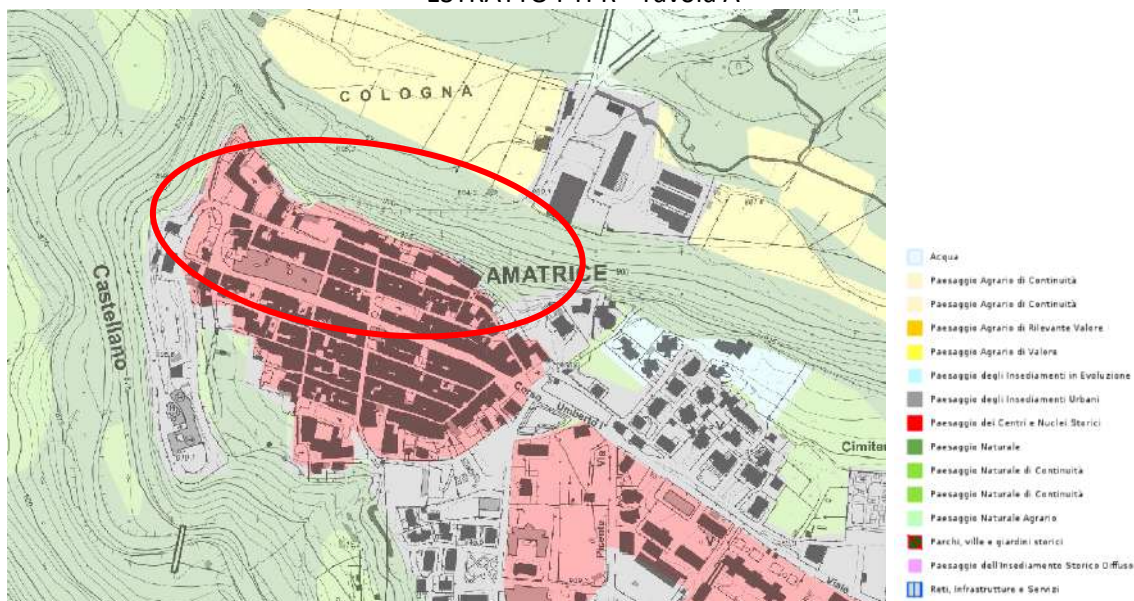 COLOGNA
AMATRICE
Castellano
Corso Umberto I
Cimiter
Viale
Picente
Acqua
Paesaggio Agrario di Continuità
Paesaggio Agrario di Continuità
Paesaggio Agrario di Rilevante Valore
Paesaggio Agrario di Valore
Paesaggio degli Insediamenti in Evoluzione
Paesaggio degli Insediamenti Urbani
Paesaggio dei Centri e Nuclei Storici
Paesaggio Naturale
Paesaggio Naturale di Continuità
Paesaggio Naturale di Continuità
Paesaggio Naturale Agrario
Parchi, ville e giardini storici
Paesaggio dell'Insediamento Storico Diffuso
Reti, Infrastrutture e Servizi